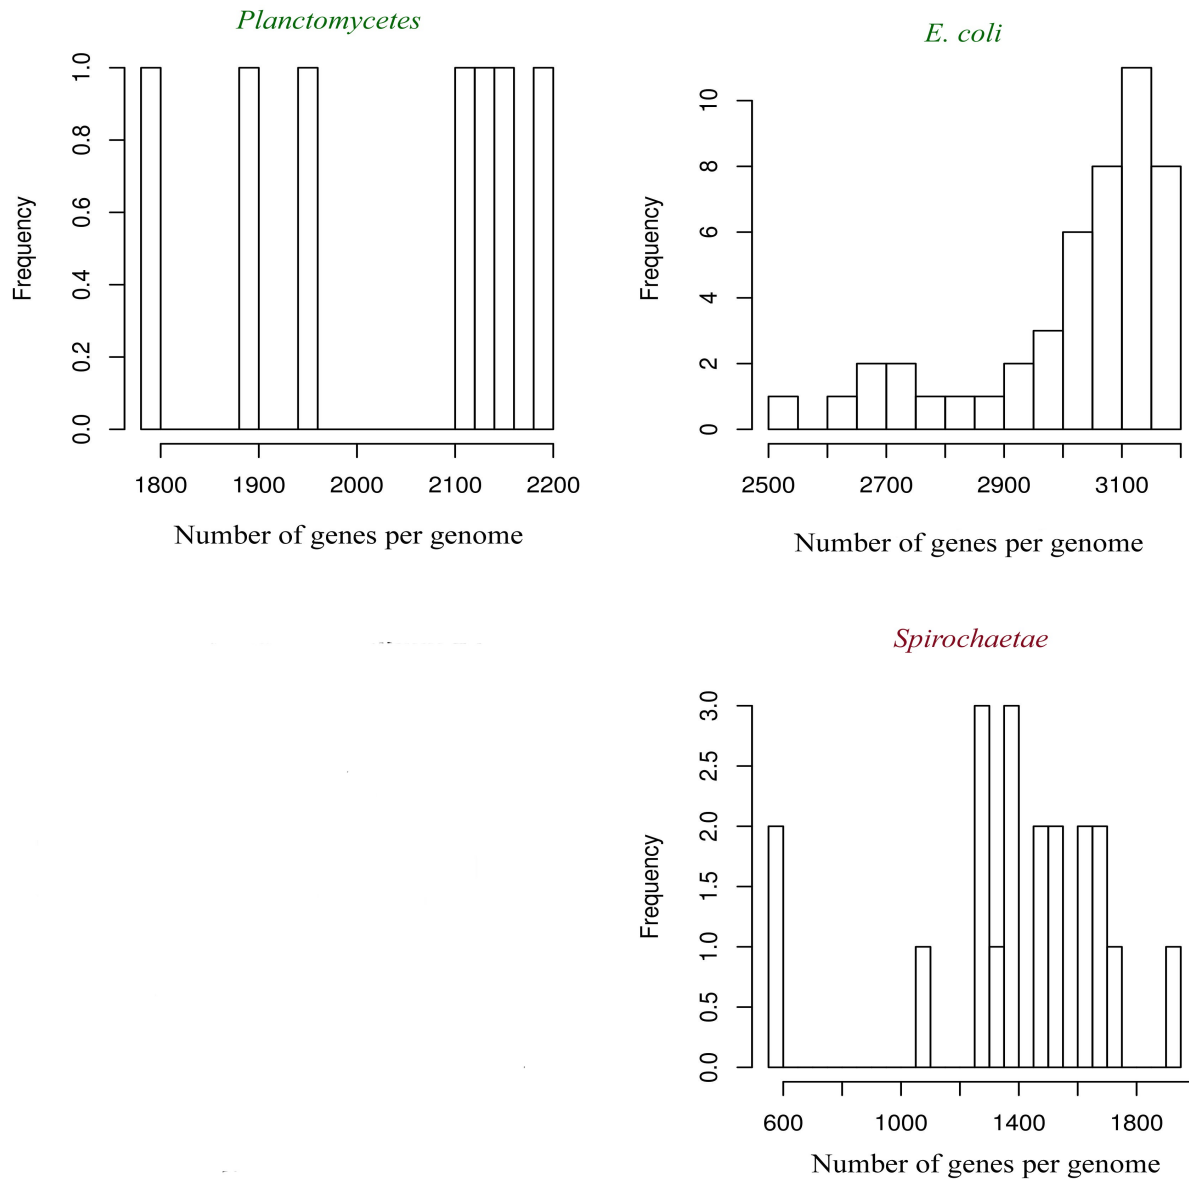 Planctomycetes
Frequency
0.0 0.2 0.4 0.6 0.8 1.0
1800 1900 2000 2100 2200
Number of genes per genome
E. coli
Frequency
0 2 4 6 8 10
2500 2700 2900 3100
Number of genes per genome
Spirochaetae
Frequency
0.0 0.5 1.0 1.5 2.0 2.5 3.0
600 1000 1400 1800
Number of genes per genome